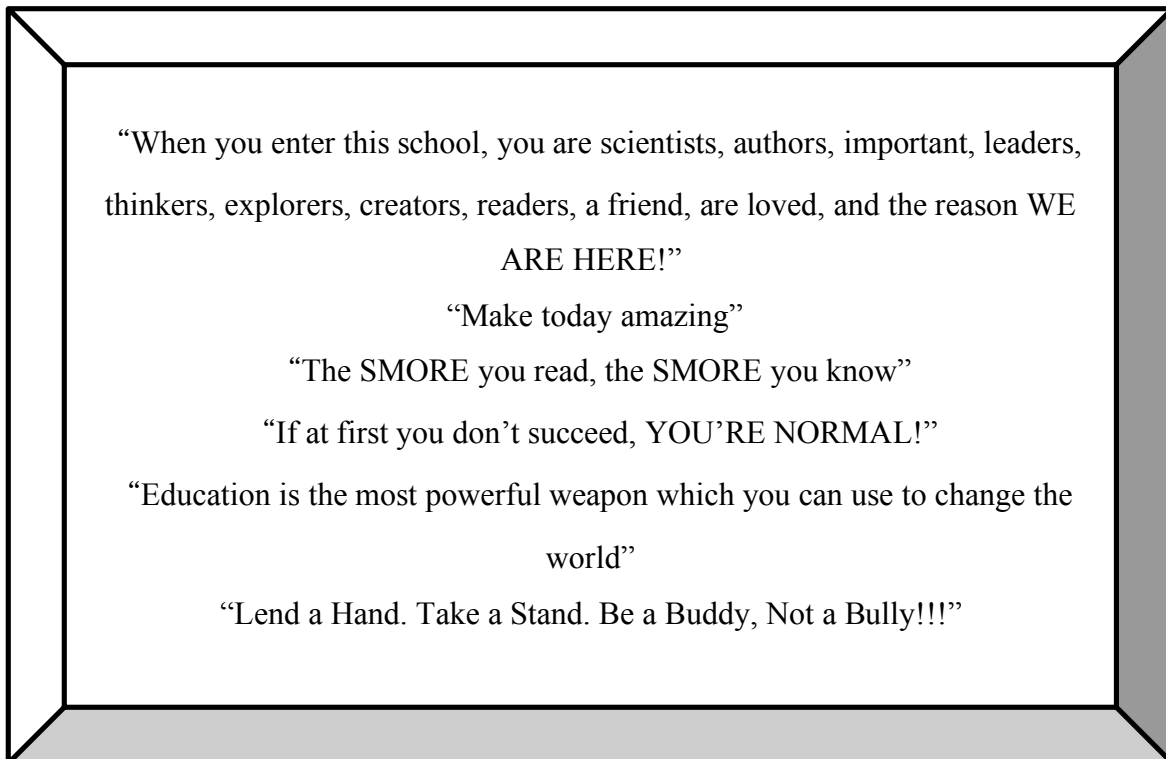 “When you enter this school, you are scientists, authors, important, leaders,
thinkers, explorers, creators, readers, a friend, are loved, and the reason WE
ARE HERE!”
“Make today amazing”
“The SMORE you read, the SMORE you know”
“If at first you don’t succeed, YOU’RE NORMAL!”
“Education is the most powerful weapon which you can use to change the
world”
“Lend a Hand. Take a Stand. Be a Buddy, Not a Bully!!!”